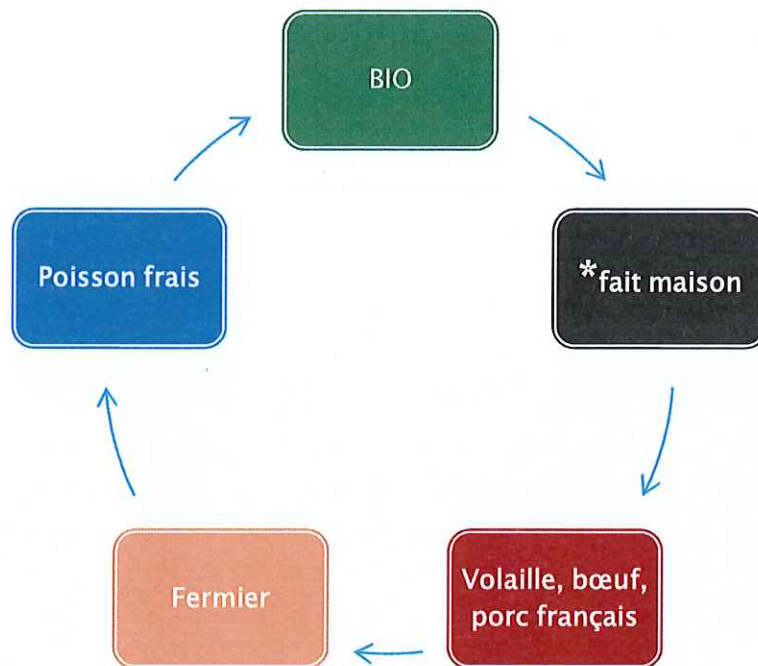 BIO
*fait maison
Volaille, bœuf,
porc français
Fermier
Poisson frais